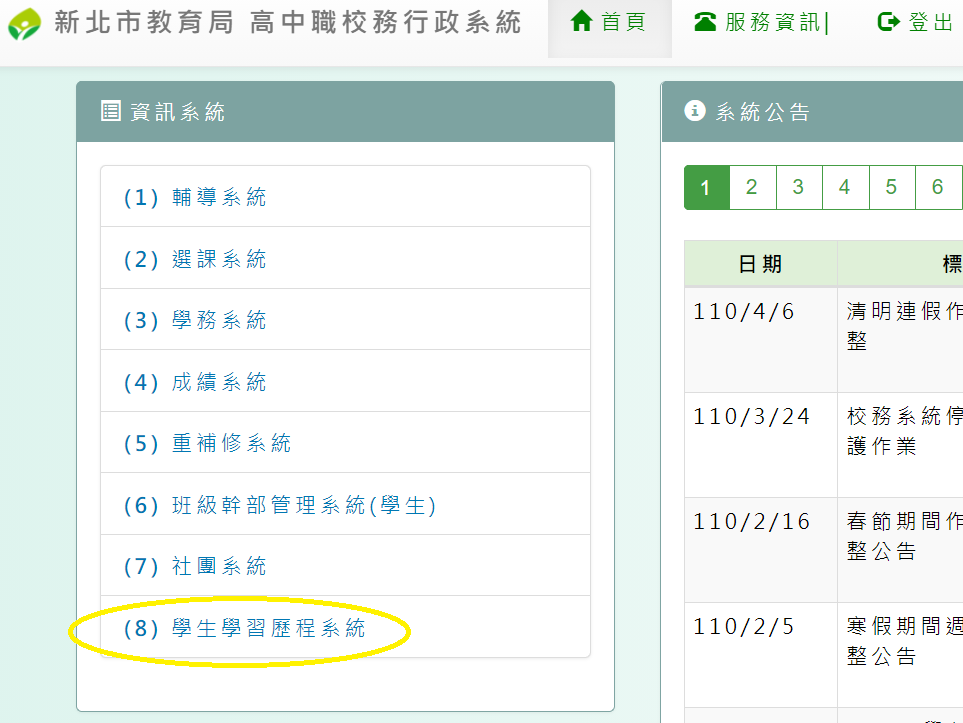 新北市教育局 高中職校務行政系統
首頁
服務資訊|
登出
資訊系統
(1) 輔導系統
(2) 選課系統
(3) 學務系統
(4) 成績系統
(5) 重補修系統
(6) 班級幹部管理系統(學生)
(7) 社團系統
(8) 學生學習歷程系統
系統公告
1 2 3 4 5 6
日期 標
110/4/6 清明連假作
整
110/3/24 校務系統停
護作業
110/2/16 春節期間作
整公告
110/2/5 寒假期間週
整公告